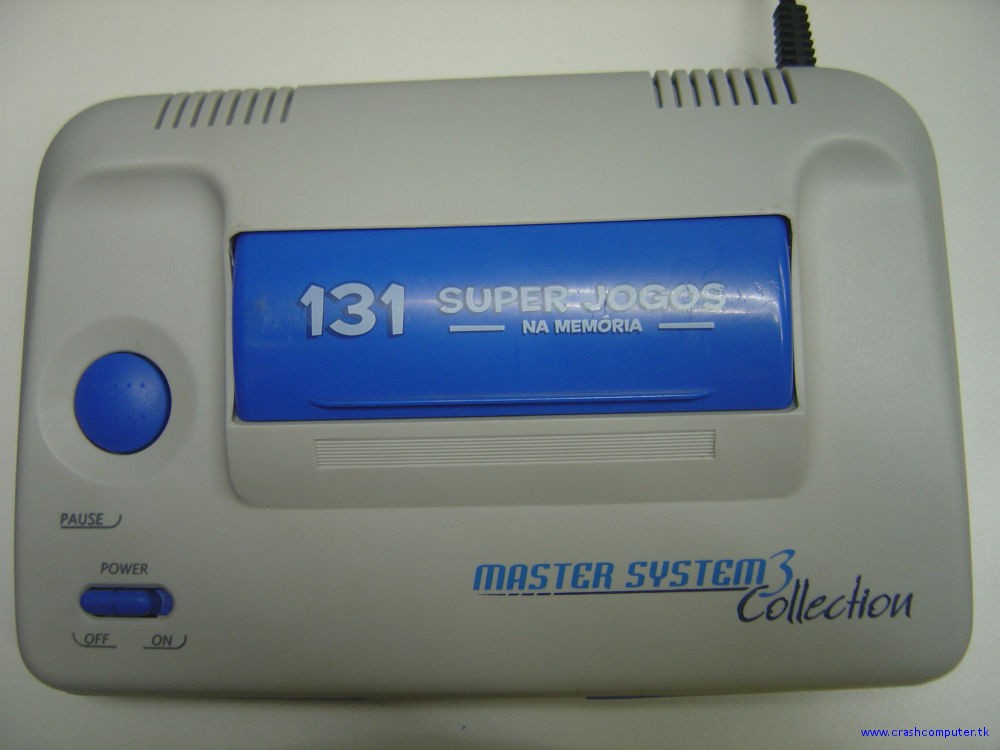 131 SUPER JOGOS
NA MEMÓRIA
PAUSE
POWER
OFF ON
MASTER SYSTEM 3
Collection
www.crashcomputer.tk